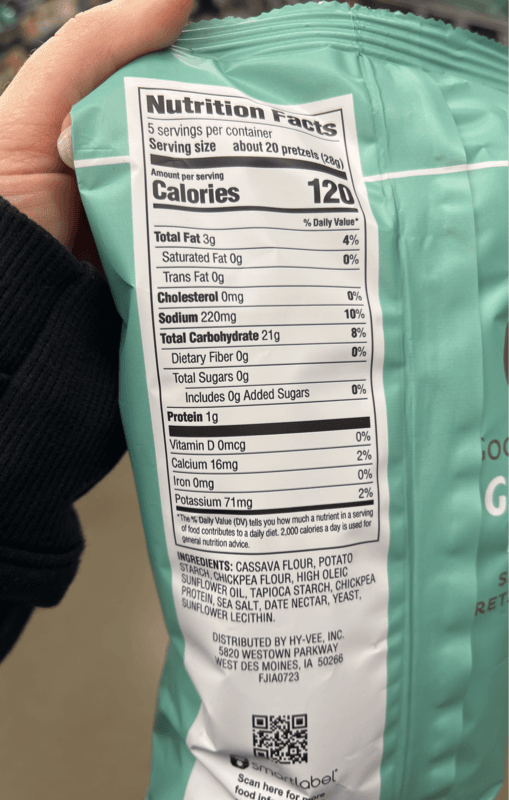 Nutrition Facts
5 servings per container
Serving size about 20 pretzels (28g)
Amount per serving
Calories 120
% Daily Value*
Total Fat 3g 4%
Saturated Fat 0g 0%
Trans Fat 0g
Cholesterol 0mg 0%
Sodium 220mg 10%
Total Carbohydrate 21g 8%
Dietary Fiber 0g 0%
Total Sugars 0g
Includes 0g Added Sugars 0%
Protein 1g
Vitamin D 0mcg 0%
Calcium 16mg 2%
Iron 0mg 0%
Potassium 71mg 2%
*The % Daily Value (DV) tells you how much a nutrient in a serving
of food contributes to a daily diet. 2,000 calories a day is used for
general nutrition advice.
INGREDIENTS: CASSAVA FLOUR, POTATO
STARCH, CHICKPEA FLOUR, HIGH OLEIC
SUNFLOWER OIL, TAPIOCA STARCH, CHICKPEA
PROTEIN, SEA SALT, DATE NECTAR, YEAST,
SUNFLOWER LECITHIN.
DISTRIBUTED BY HY-VEE, INC.
5820 WESTOWN PARKWAY
WEST DES MOINES, IA 50266
FJIA0723
smartlabel
Scan here for more
food